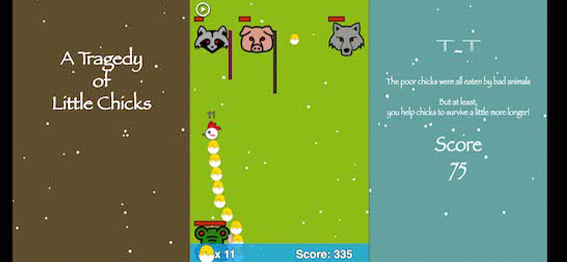 A Tragedy
of
Little Chicks
11
x 11
Score: 335
T_T
The poor chicks were all eaten by bad animals
But at least,
you help chicks to survive a little more longer!
Score
75